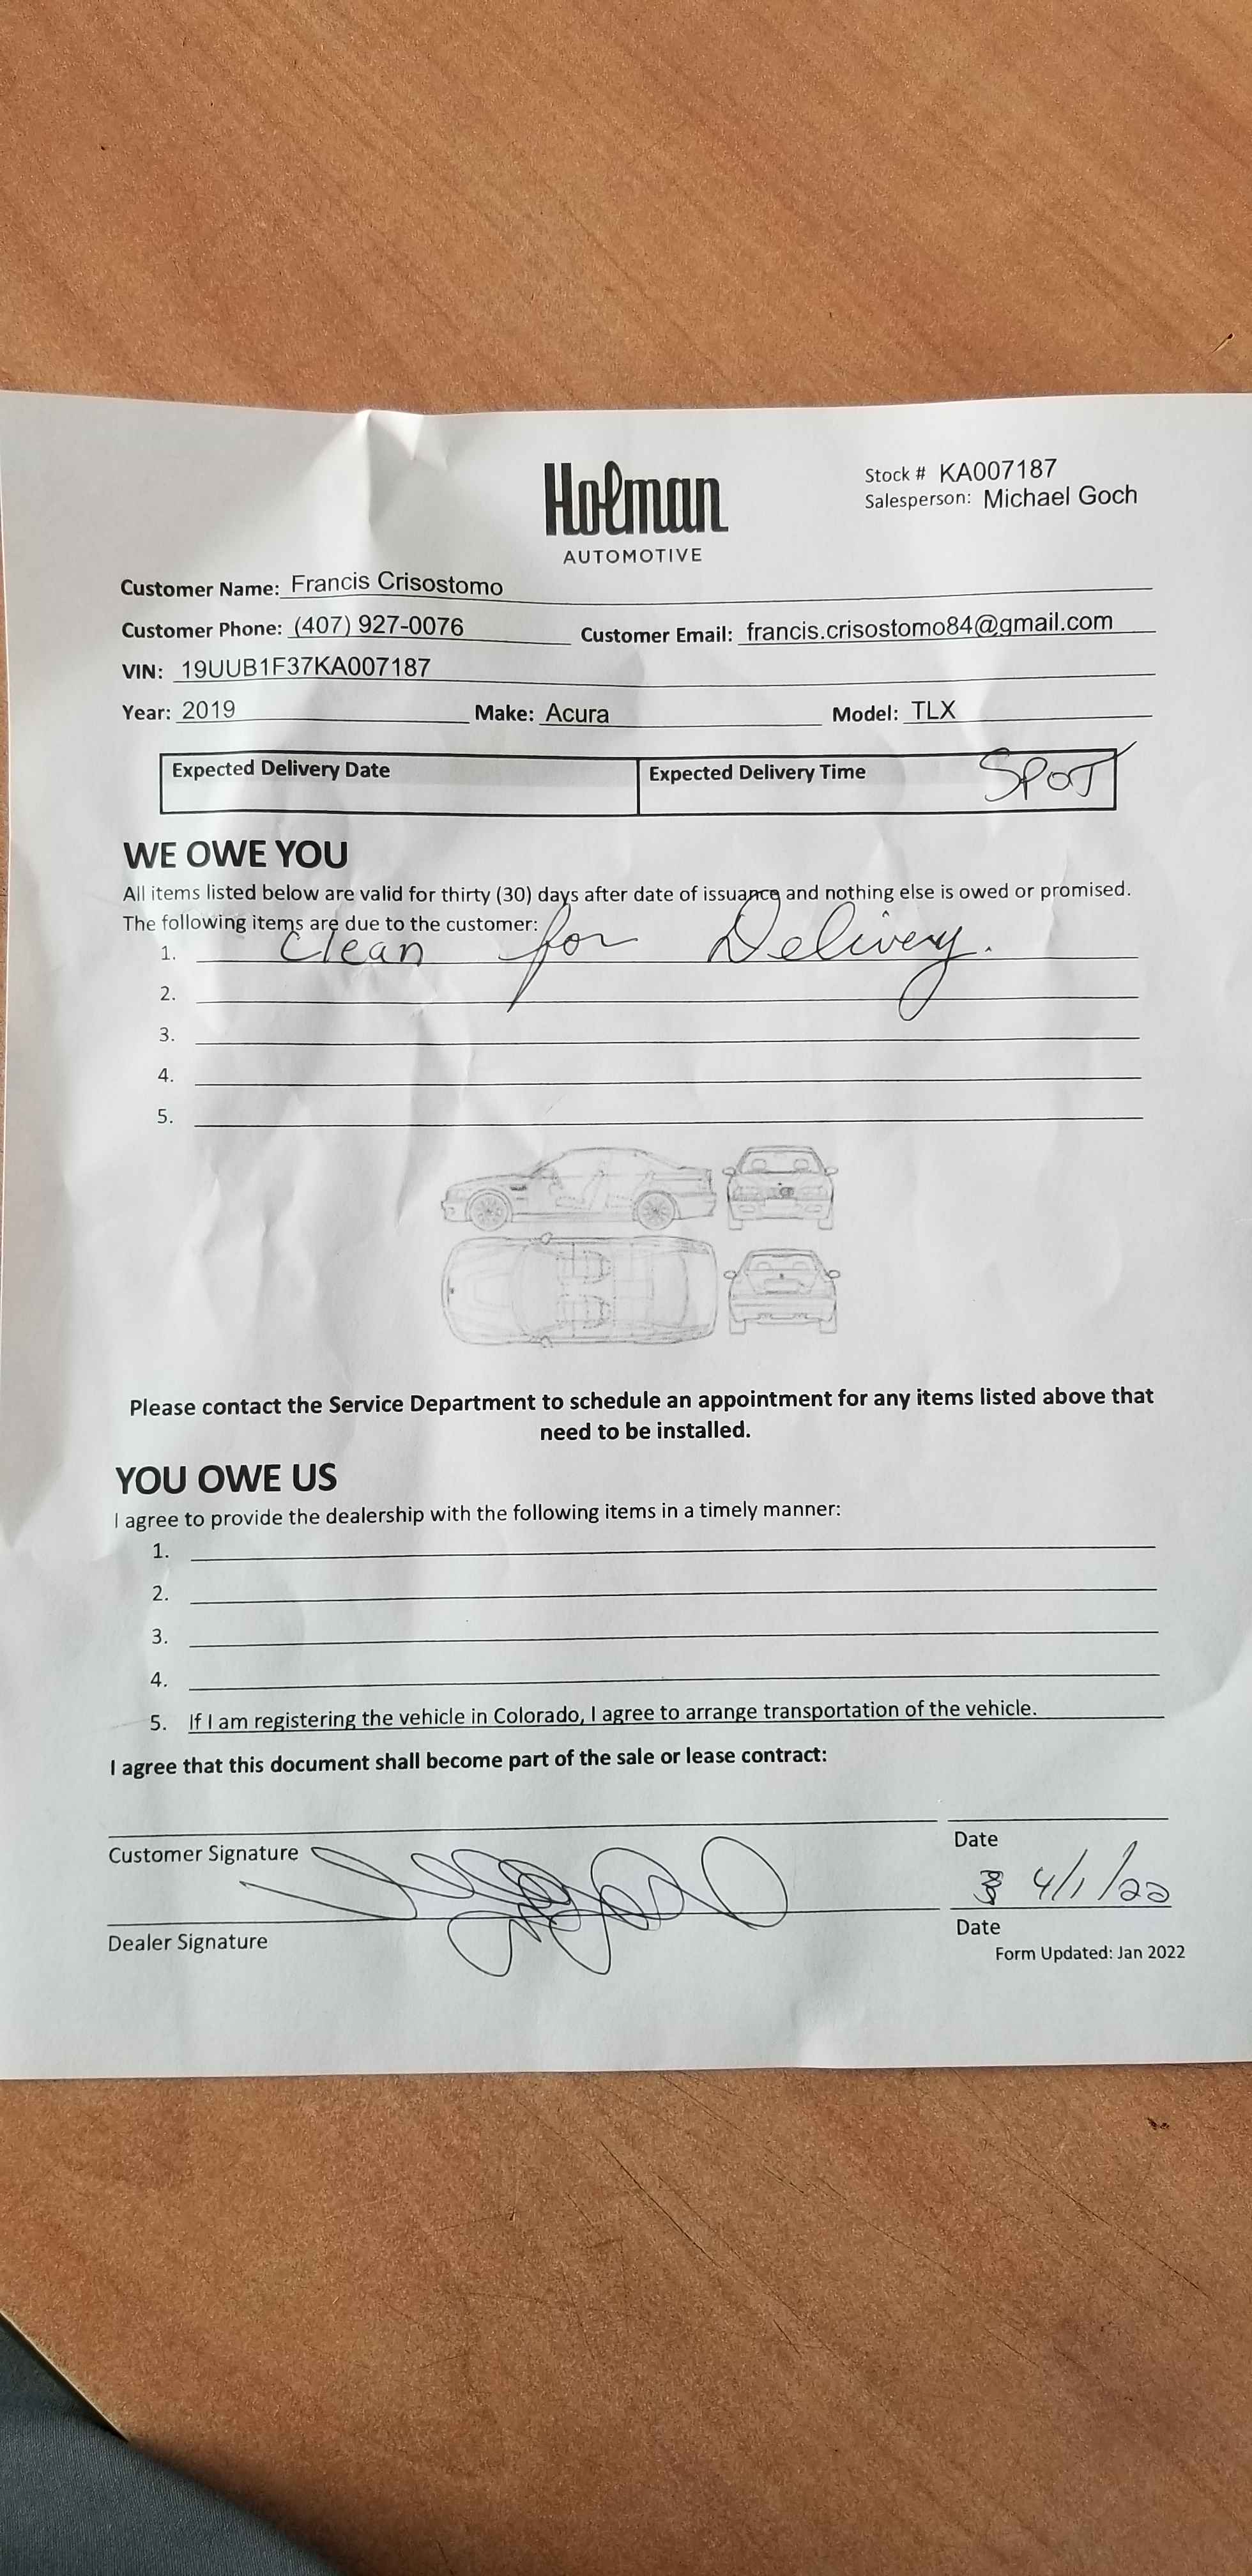 Holman
AUTOMOTIVE
Stock # KA007187
Salesperson: Michael Goch
Customer Name: Francis Crisostomo
Customer Phone: (407) 927-0076 Customer Email: francis.crisostomo84@gmail.com
VIN: 19UUB1F37KA007187
Year: 2019 Make: Acura Model: TLX
Expected Delivery Date Expected Delivery Time SPOT
WE OWE YOU
All items listed below are valid for thirty (30) days after date of issuance and nothing else is owed or promised.
The following items are due to the customer:
1. Clean for Delivery.
2.
3.
4.
5.
Please contact the Service Department to schedule an appointment for any items listed above that
need to be installed.
YOU OWE US
I agree to provide the dealership with the following items in a timely manner:
1.
2.
3.
4.
5. If I am registering the vehicle in Colorado, I agree to arrange transportation of the vehicle.
I agree that this document shall become part of the sale or lease contract:
Customer Signature Date
4/1/22
Dealer Signature Date
Form Updated: Jan 2022